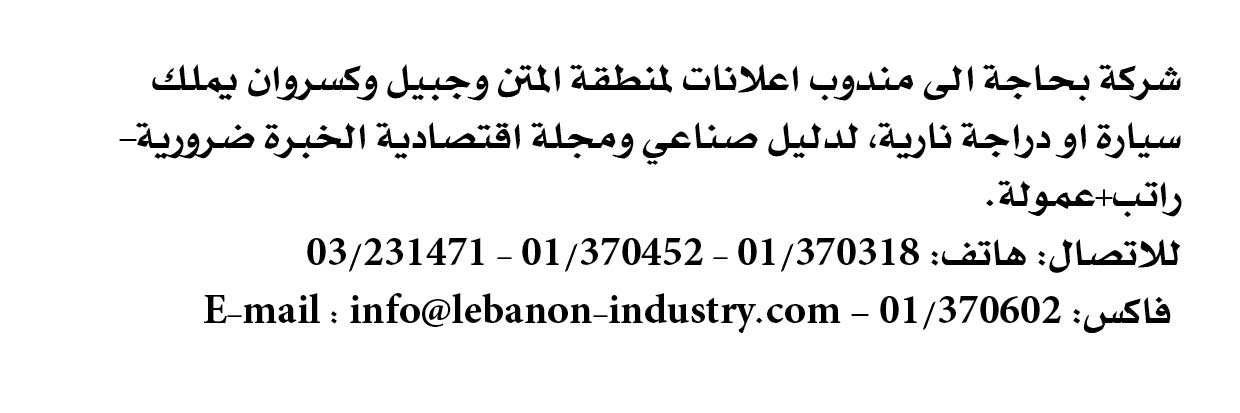 شركة بحاجة الى مندوب اعلانات لمنطقة المتن وجبيل وكسروان يملك
سيارة او دراجة نارية، لدليل صناعي ومجلة اقتصادية الخبرة ضرورية-
راتب+عمولة.
للاتصال: هاتف: 01/370318 - 01/370452 - 03/231471
فاكس: 01/370602 – E-mail : info@lebanon-industry.com